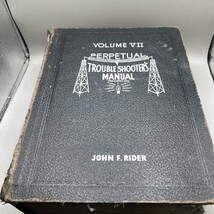 VOLUME VII
PERPETUAL
TROUBLE SHOOTER'S
MANUAL
JOHN F. RIDER